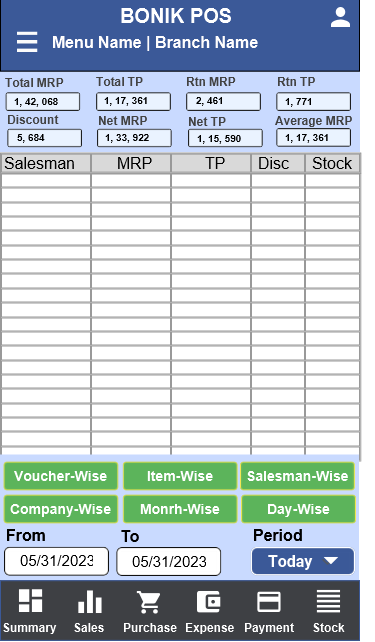 BONIK POS
Menu Name | Branch Name
Total MRP Total TP Rtn MRP Rtn TP
1, 42, 068 1, 17, 361 2, 461 1, 771
Discount Net MRP Net TP Average MRP
5, 684 1, 33, 922 1, 15, 590 1, 17, 361
Salesman MRP TP Disc Stock
Voucher-Wise Item-Wise Salesman-Wise
Company-Wise Monrh-Wise Day-Wise
From To Period
05/31/2023 05/31/2023 Today
Summary Sales Purchase Expense Payment Stock